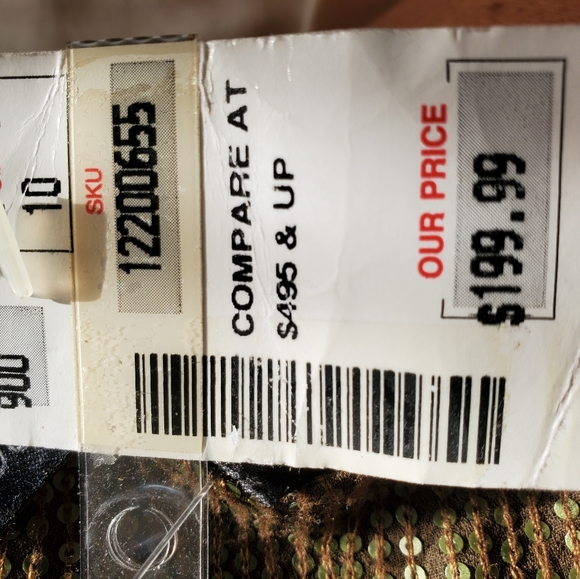 10
SKU
12200655
900
COMPARE AT
$495 & UP
OUR PRICE
$199.99